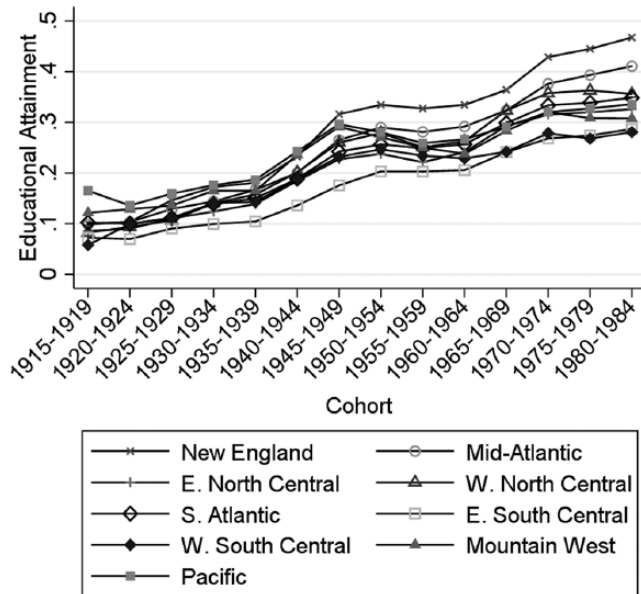 .5
.4
.3
.2
.1
0
Educational Attainment
1915-1919
1920-1924
1925-1929
1930-1934
1935-1939
1940-1944
1945-1949
1950-1954
1955-1959
1960-1964
1965-1969
1970-1974
1975-1979
1980-1984
Cohort
New England Mid-Atlantic
E. North Central W. North Central
S. Atlantic E. South Central
W. South Central Mountain West
Pacific